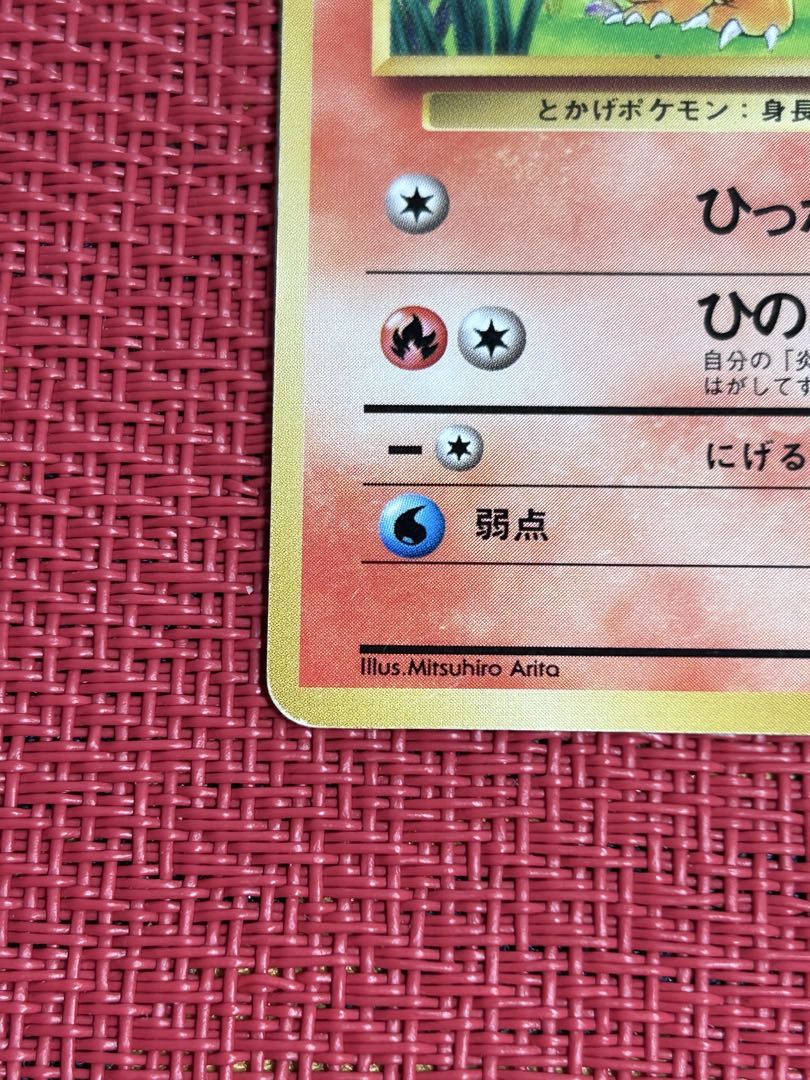 とかげポケモン：身長
ひっか
ひの
自分の「炎
はがしてす
にげる
弱点
Illus.Mitsuhiro Arita